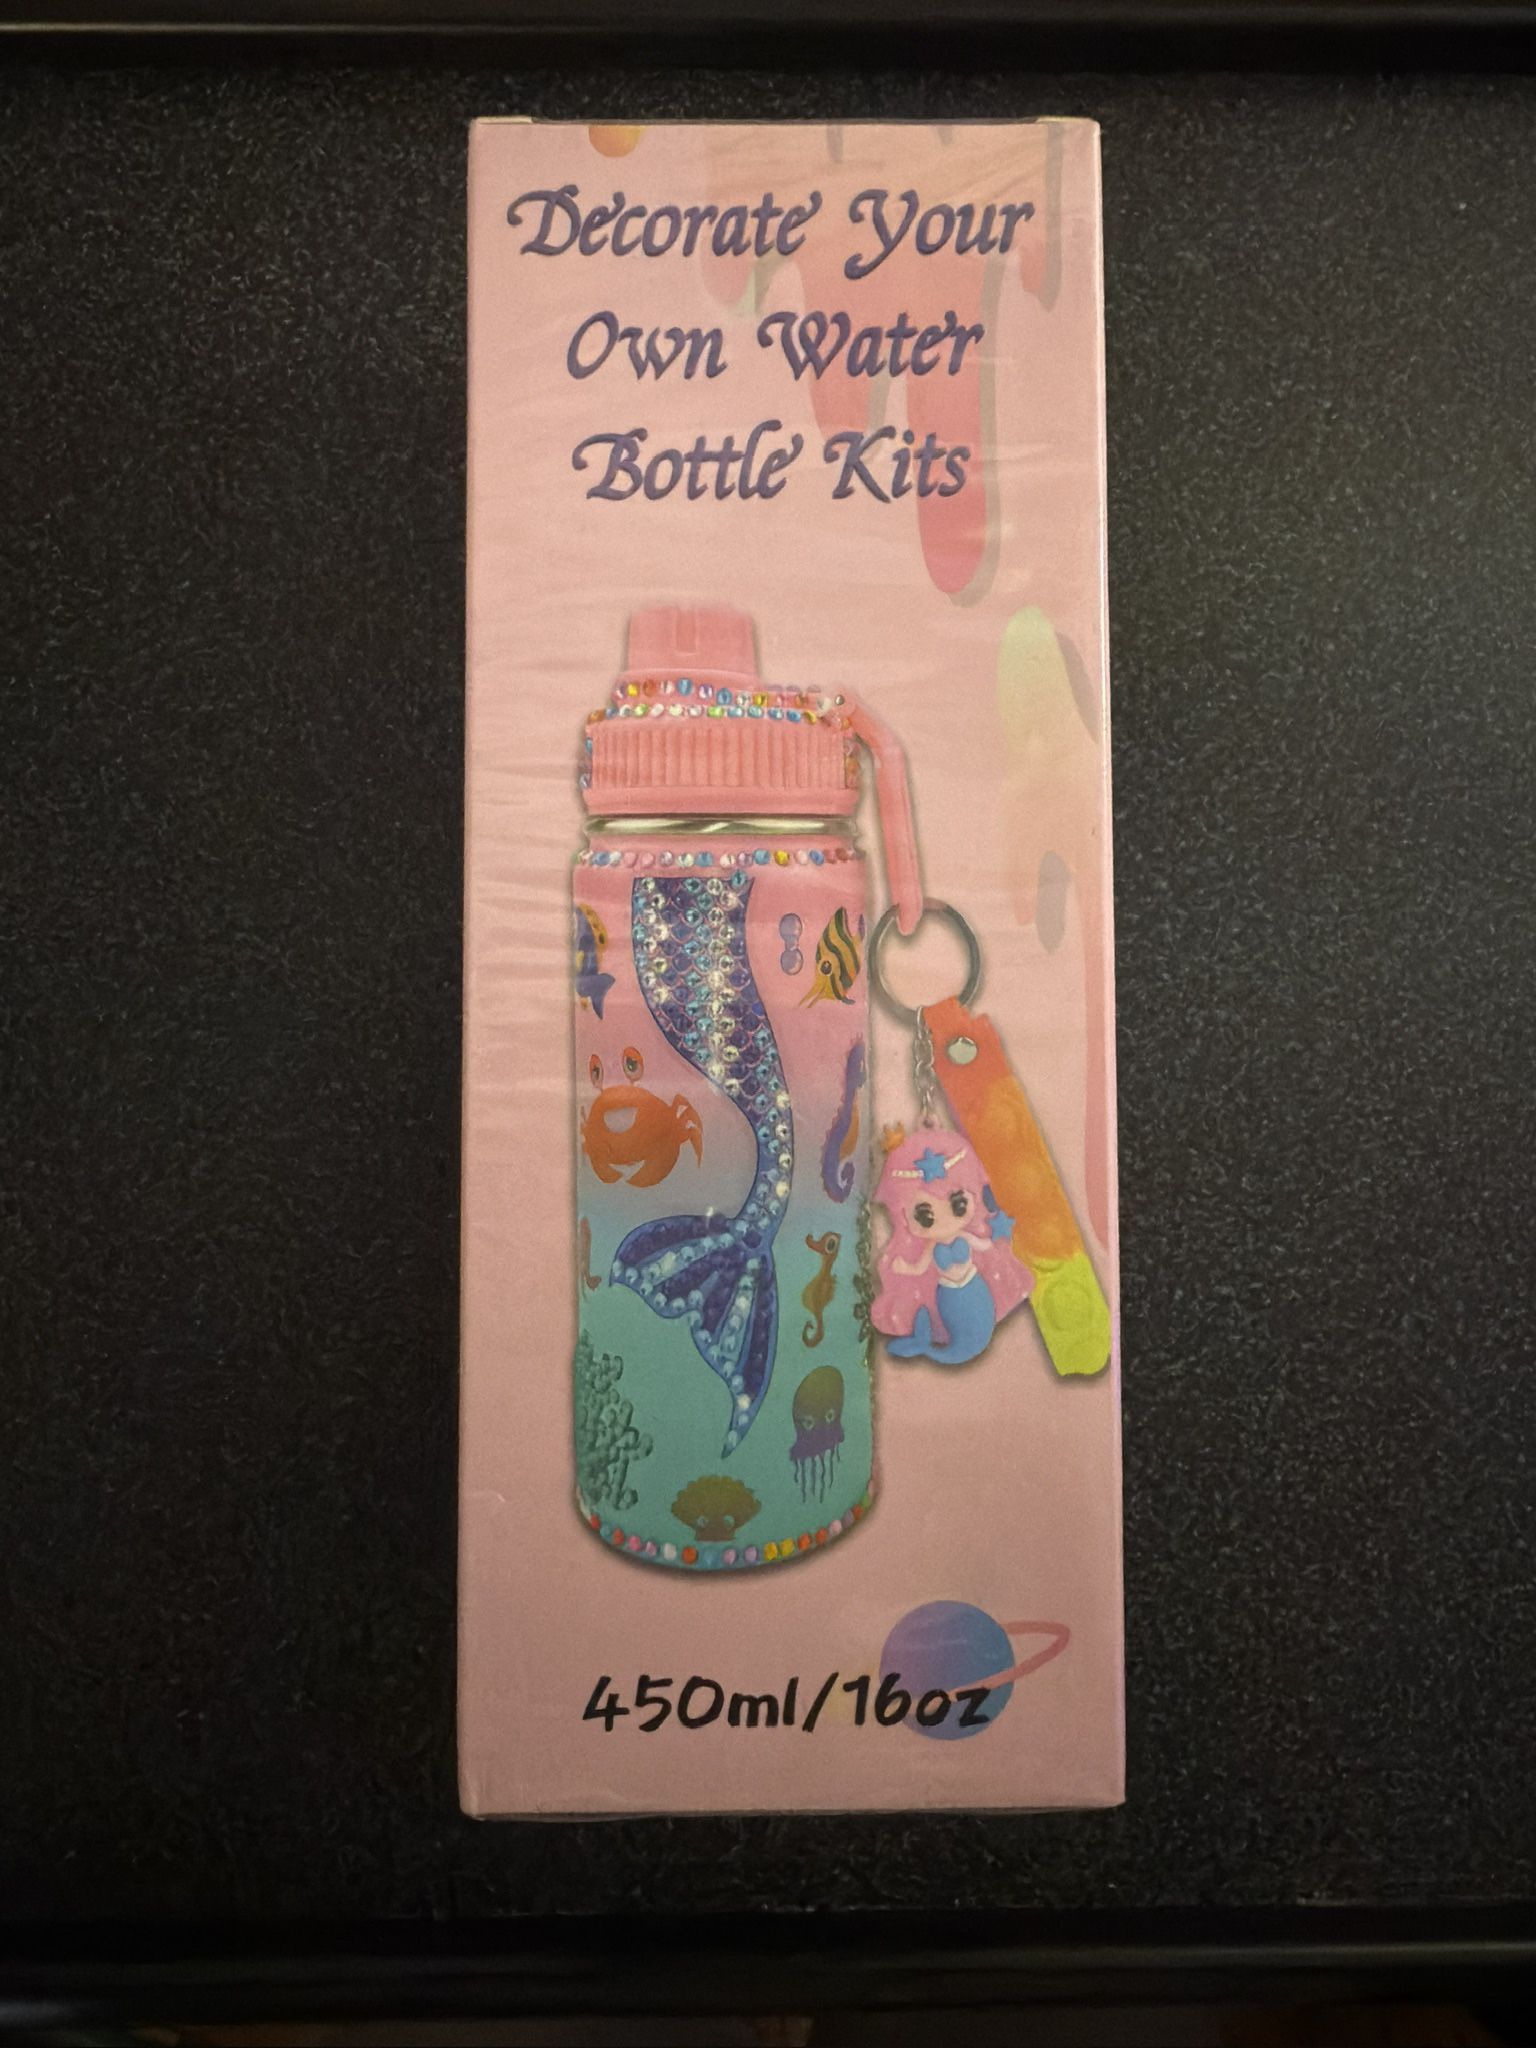 Decorate Your
Own Water
Bottle Kits
450ml/16oz